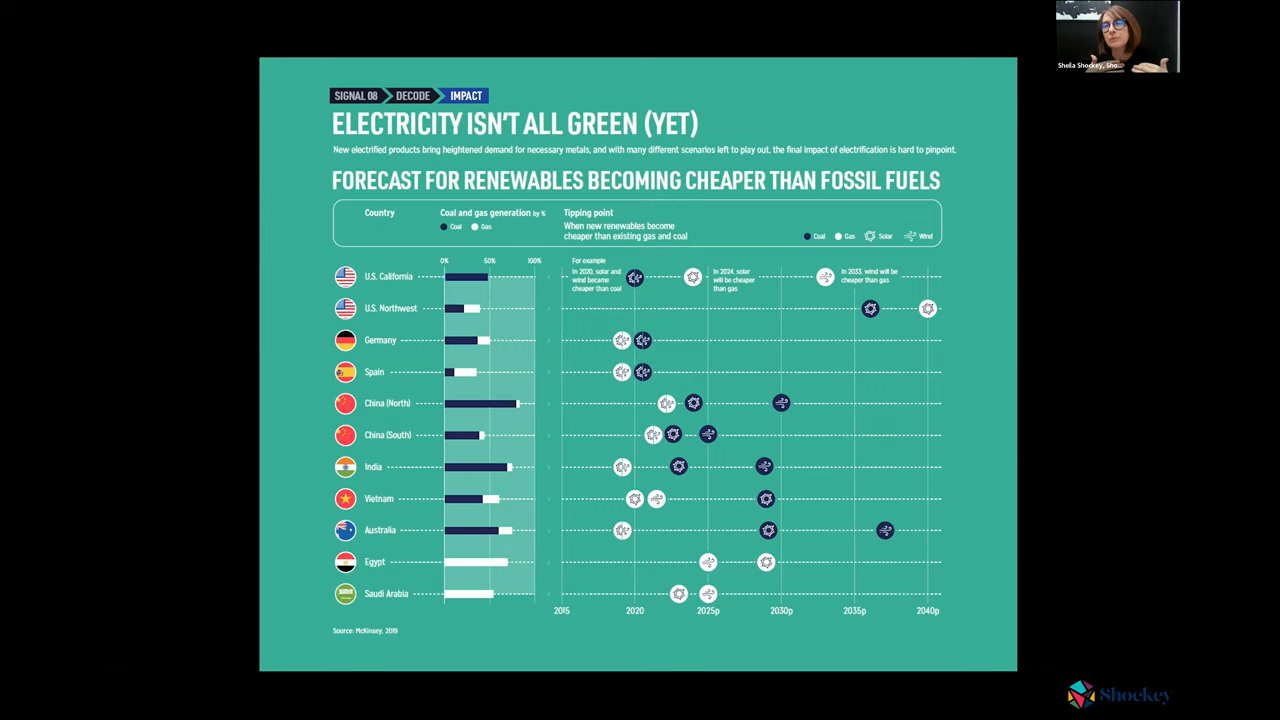 Sheila Shockey, Sho...
SIGNAL 08 DECODE IMPACT
ELECTRICITY ISN'T ALL GREEN (YET)
New electrified products bring heightened demand for necessary metals, and with many different scenarios left to play out, the final impact of electrification is hard to pinpoint.
FORECAST FOR RENEWABLES BECOMING CHEAPER THAN FOSSIL FUELS
Country
Coal and gas generation by %
Coal Gas
Tipping point
When new renewables become
cheaper than existing gas and coal
Coal Gas Solar Wind
0% 50% 100%
For example
In 2020, solar and
wind became
cheaper than coal
In 2024, solar
will be cheaper
than gas
In 2033, wind will be
cheaper than gas
U.S. California
U.S. Northwest
Germany
Spain
China (North)
China (South)
India
Vietnam
Australia
Egypt
Saudi Arabia
2015 2020 2025p 2030p 2035p 2040p
Source: McKinsey, 2019
Shockey